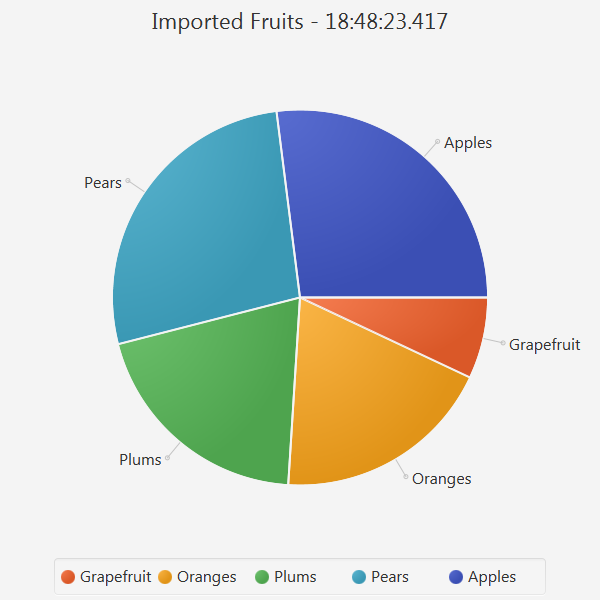 Imported Fruits - 18:48:23.417
Apples
Pears
Grapefruit
Plums
Oranges
Grapefruit Oranges Plums Pears Apples